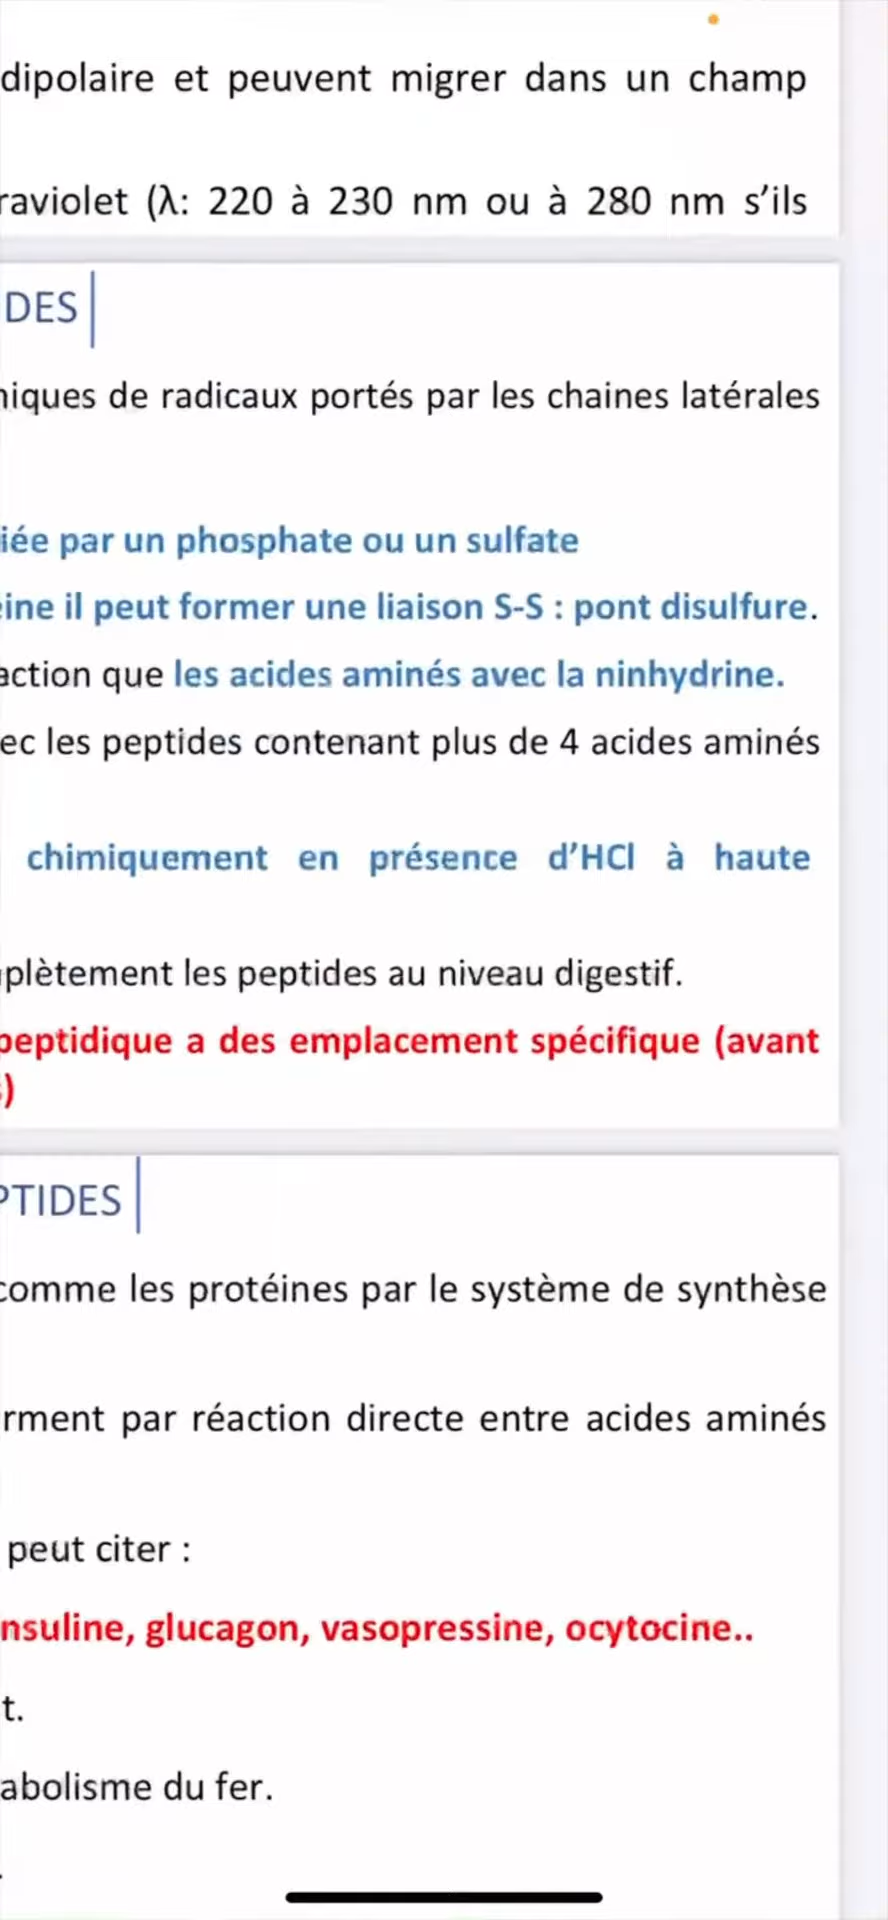 dipolaire et peuvent migrer dans un champ
raviolet (λ: 220 à 230 nm ou à 280 nm s’ils
DES
niques de radicaux portés par les chaines latérales
iée par un phosphate ou un sulfate
éine il peut former une liaison S-S : pont disulfure.
action que les acides aminés avec la ninhydrine.
ec les peptides contenant plus de 4 acides aminés
chimiquement en présence d’HCl à haute
plètement les peptides au niveau digestif.
peptidique a des emplacement spécifique (avant
)
PTIDES
comme les protéines par le système de synthèse
rment par réaction directe entre acides aminés
peut citer :
nsuline, glucagon, vasopressine, ocytocine..
t.
abolisme du fer.